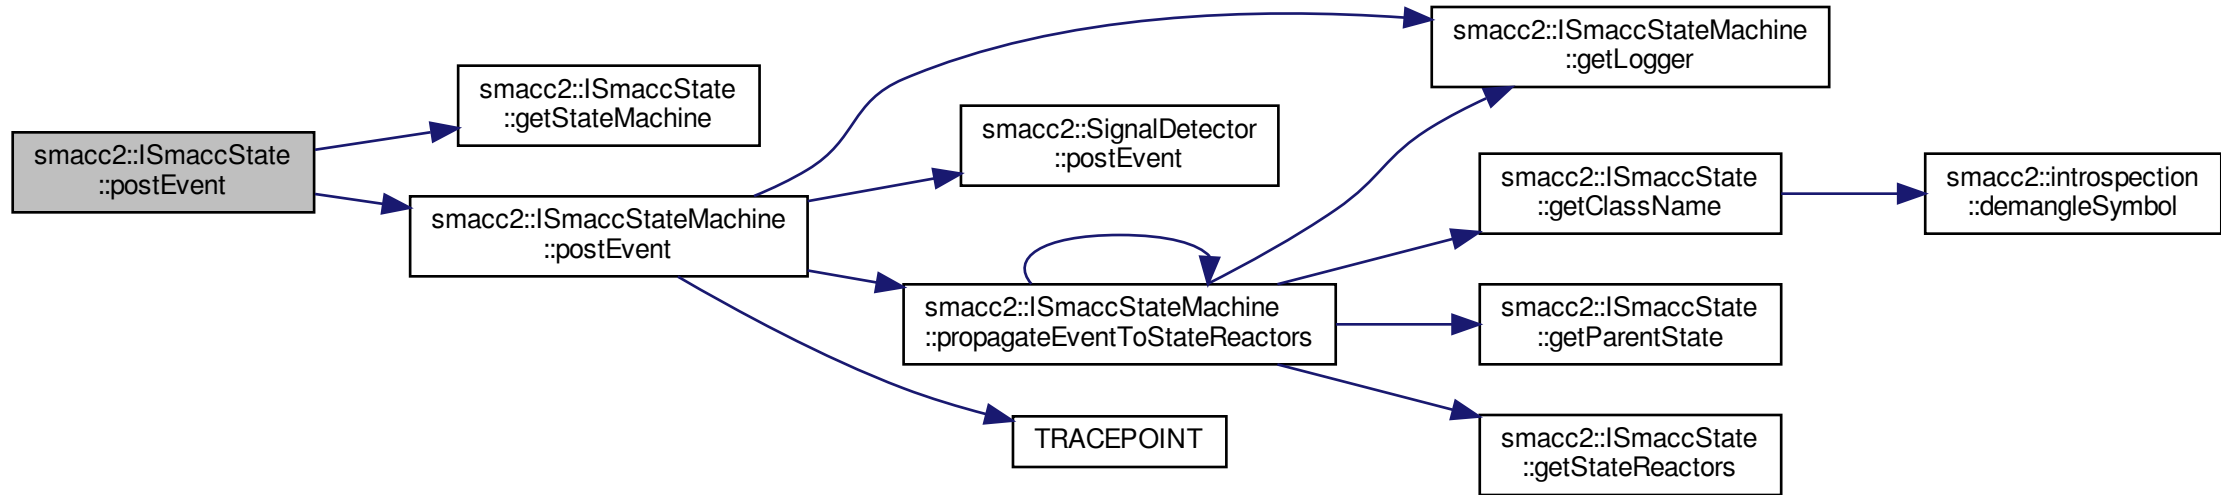 smacc2::ISmaccState
::postEvent
smacc2::ISmaccState
::getStateMachine
smacc2::ISmaccStateMachine
::postEvent
smacc2::ISmaccStateMachine
::getLogger
smacc2::SignalDetector
::postEvent
smacc2::ISmaccStateMachine
::propagateEventToStateReactors
TRACEPOINT
smacc2::ISmaccState
::getClassName
smacc2::introspection
::demangleSymbol
smacc2::ISmaccState
::getParentState
smacc2::ISmaccState
::getStateReactors